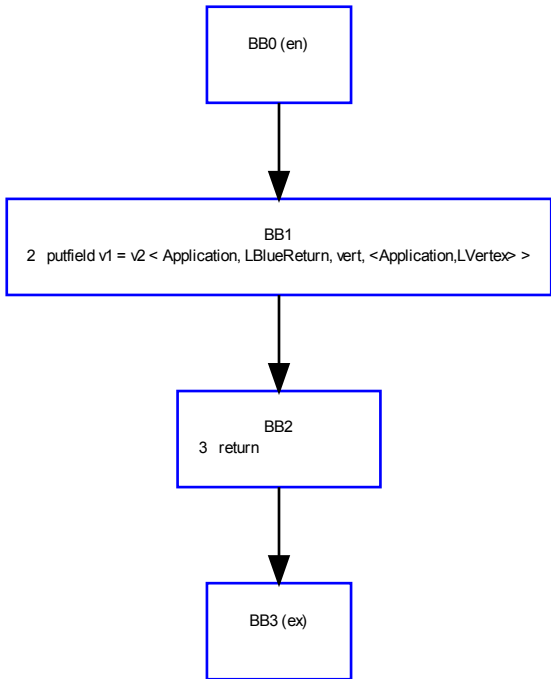 BB0 (en)
BB1
2 putfield v1 = v2 < Application, LBlueReturn, vert, <Application,LVertex> >
BB2
3 return
BB3 (ex)